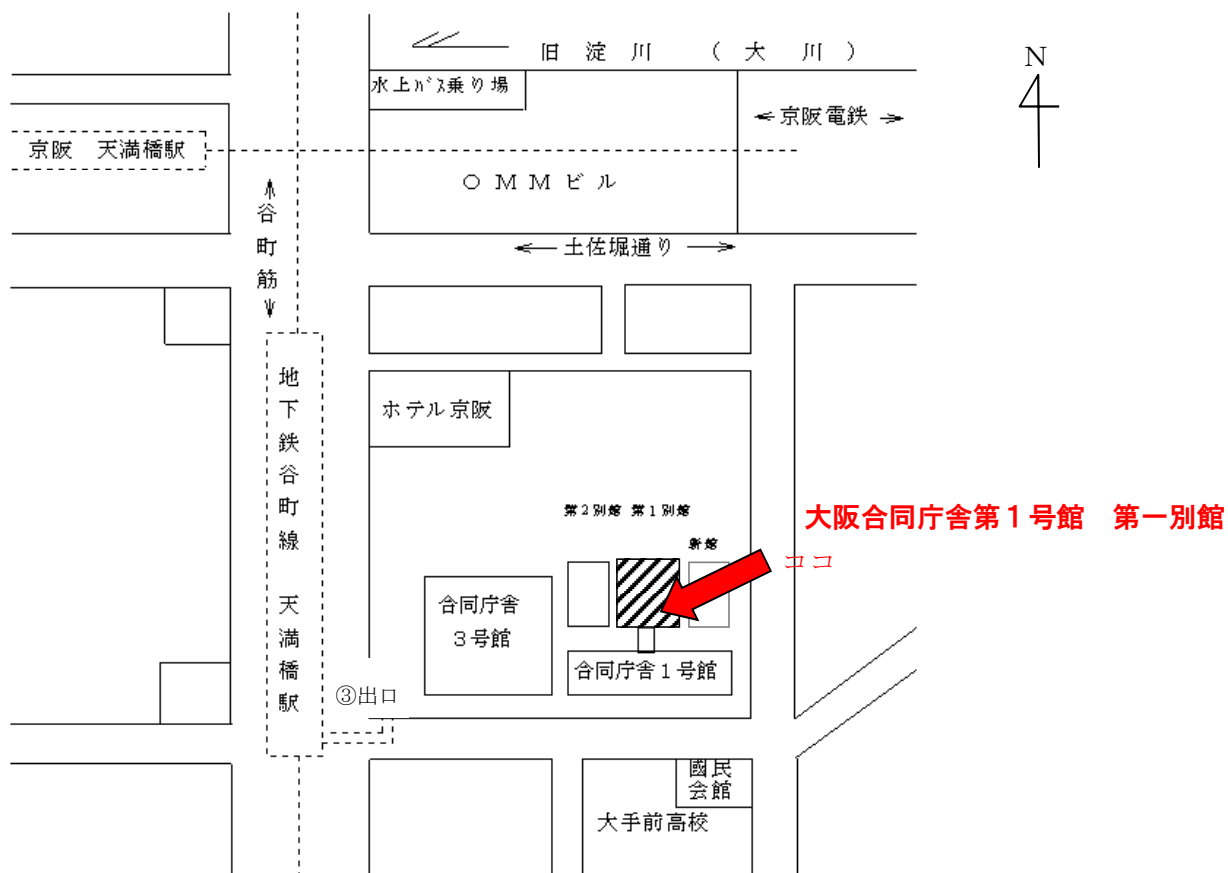 旧 淀 川 ( 大 川 )
N
水上バス乗り場
← 京阪電鉄 →
京阪 天満橋駅
OMMビル
谷町筋
← 土佐堀通り →
地下鉄谷町線 天満橋駅
ホテル京阪
第2別館 第1別館
大阪合同庁舎第1号館 第一別館
新館
ココ
合同庁舎
3号館
合同庁舎1号館
③出口
國民
会館
大手前高校